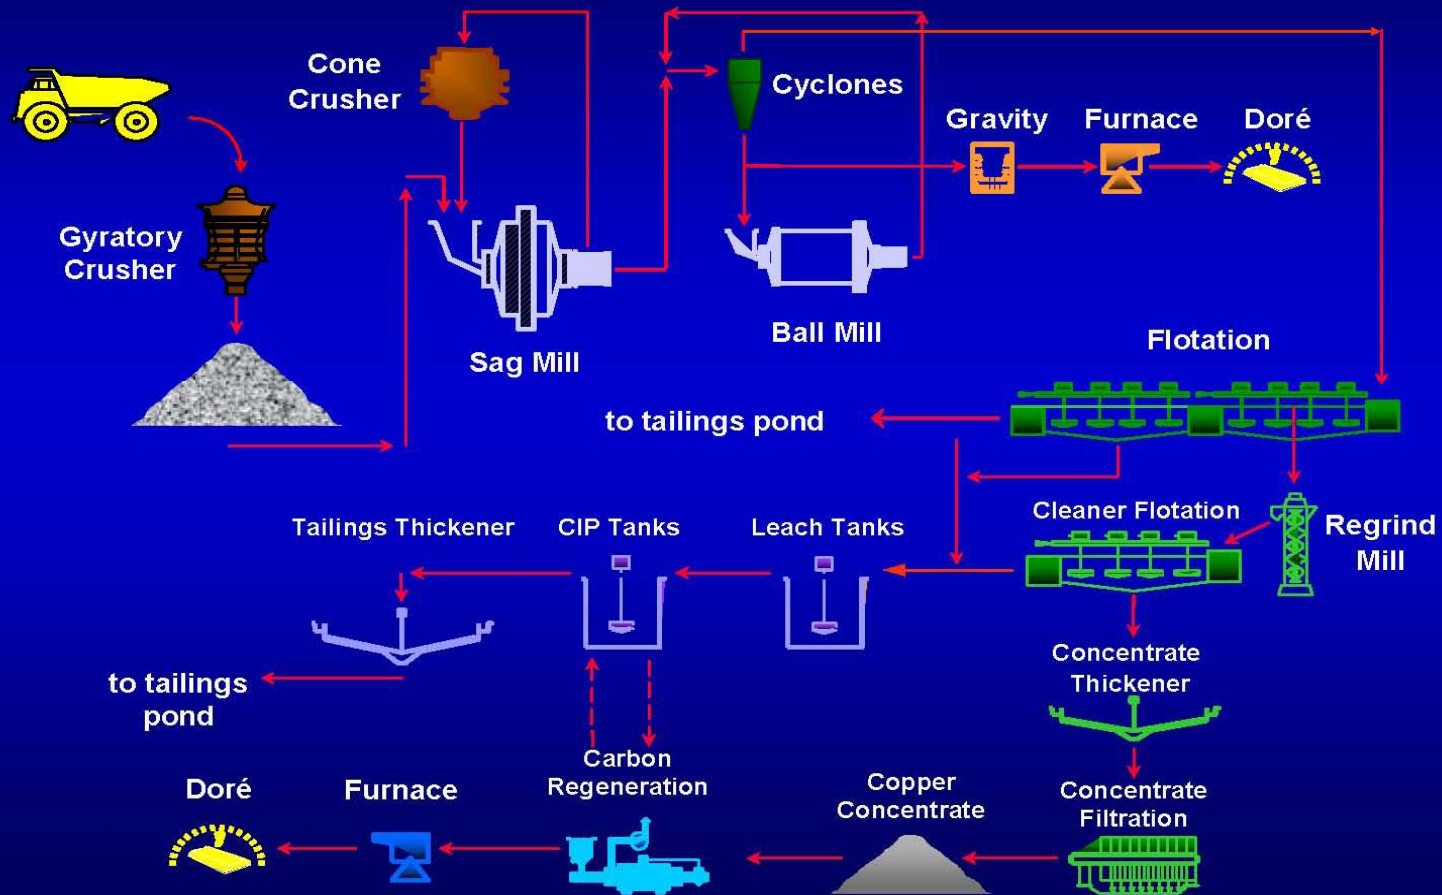 Cone
Crusher
Cyclones
Gravity
Furnace
Doré
Gyratory
Crusher
Sag Mill
Ball Mill
Flotation
to tailings pond
Tailings Thickener
CIP Tanks
Leach Tanks
Cleaner Flotation
Regrind
Mill
Concentrate
Thickener
to tailings
pond
Doré
Furnace
Carbon
Regeneration
Copper
Concentrate
Concentrate
Filtration